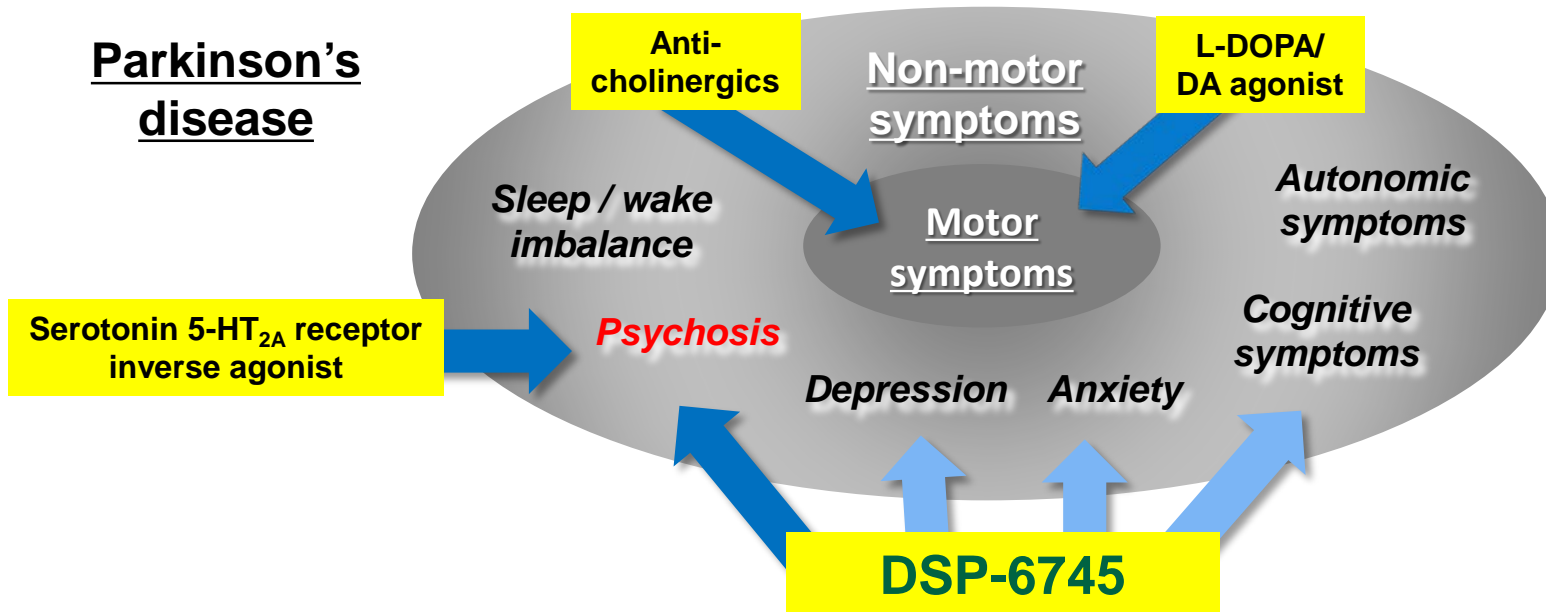 Parkinson's
disease
Anti-
cholinergics
Non-motor
symptoms
L-DOPA/
DA agonist
Sleep / wake
imbalance
Motor
symptoms
Autonomic
symptoms
Serotonin 5-HT2A receptor
inverse agonist
Psychosis
Cognitive
symptoms
Depression
Anxiety
DSP-6745